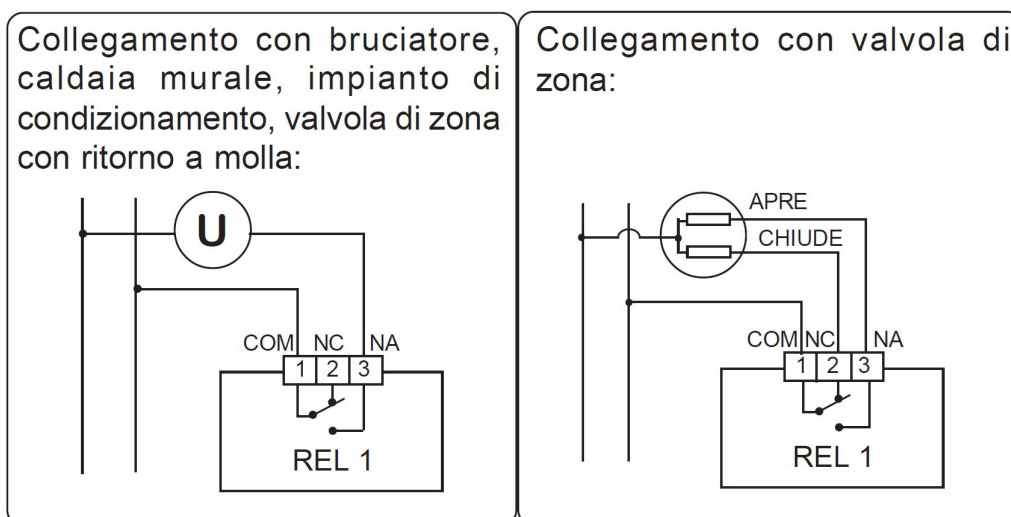 Collegamento con bruciatore,
caldaia murale, impianto di
condizionamento, valvola di zona
con ritorno a molla:
U
COM NC NA
1 2 3
REL 1
Collegamento con valvola di
zona:
APRE
CHIUDE
COM NC NA
1 2 3
REL 1